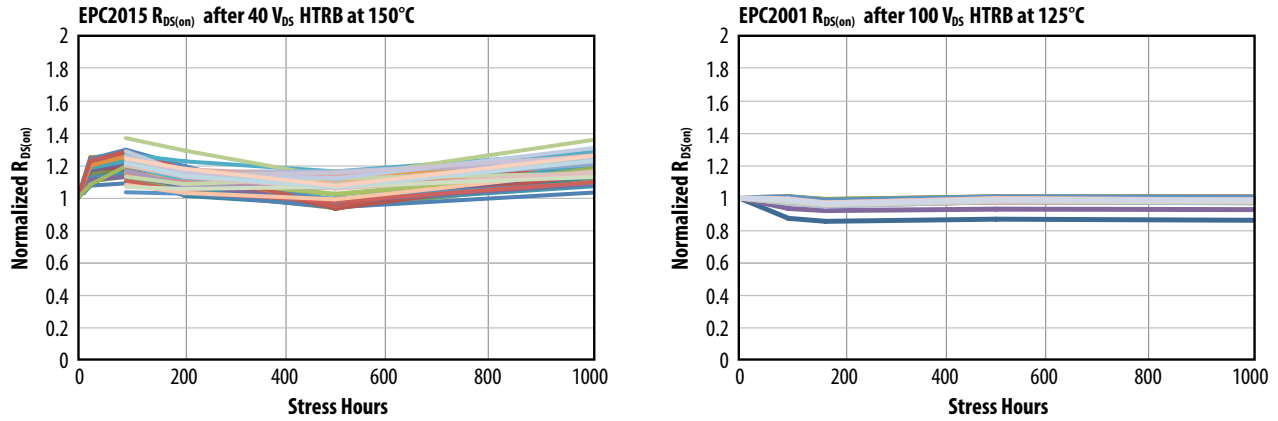 EPC2015 RDS(on) after 40 VDS HTRB at 150°C
2
1.8
1.6
1.4
1.2
1
0.8
0.6
0.4
0.2
0
Normalized RDS(on)
0 200 400 600 800 1000
Stress Hours
EPC2001 RDS(on) after 100 VDS HTRB at 125°C
2
1.8
1.6
1.4
1.2
1
0.8
0.6
0.4
0.2
0
Normalized RDS(on)
0 200 400 600 800 1000
Stress Hours